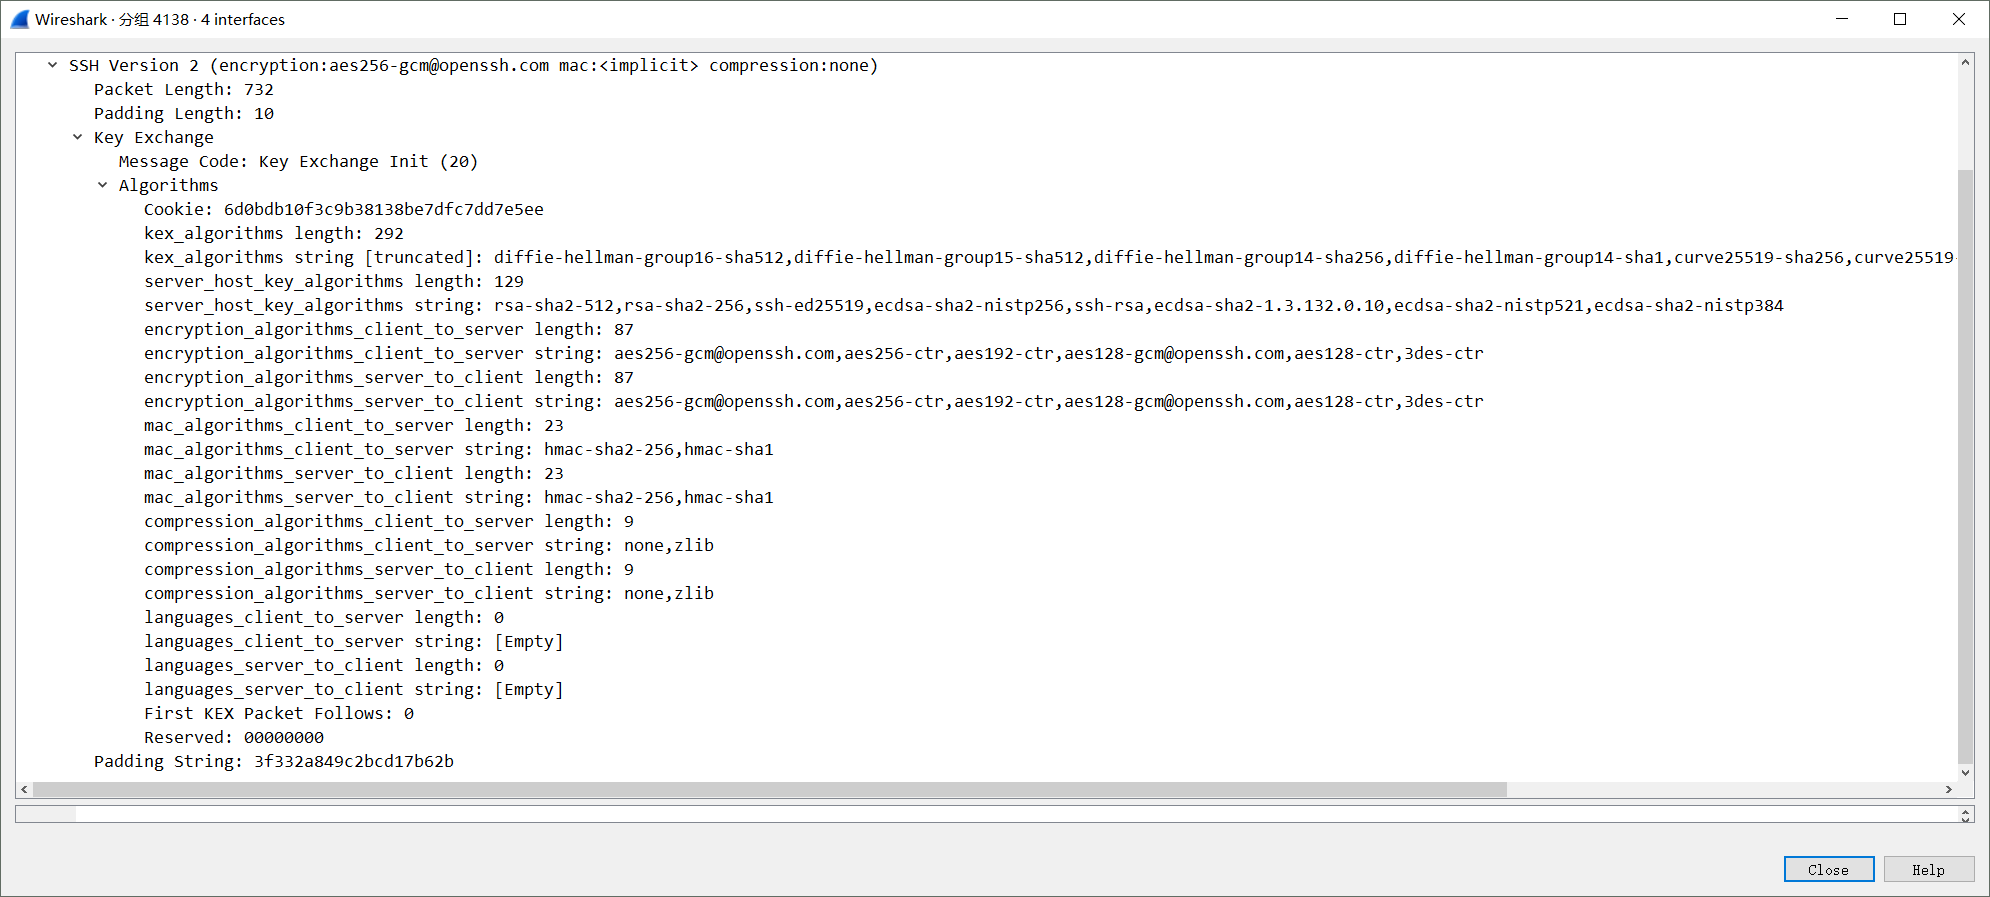 Wireshark · 分组 4138 · 4 interfaces
SSH Version 2 (encryption:aes256-gcm@openssh.com mac:<implicit> compression:none)
Packet Length: 732
Padding Length: 10
Key Exchange
Message Code: Key Exchange Init (20)
Algorithms
Cookie: 6d0bdb10f3c9b38138be7dfc7dd7e5ee
kex_algorithms length: 292
kex_algorithms string [truncated]: diffie-hellman-group16-sha512,diffie-hellman-group15-sha512,diffie-hellman-group14-sha256,diffie-hellman-group14-sha1,curve25519-sha256,curve25519-
server_host_key_algorithms length: 129
server_host_key_algorithms string: rsa-sha2-512,rsa-sha2-256,ssh-ed25519,ecdsa-sha2-nistp256,ssh-rsa,ecdsa-sha2-1.3.132.0.10,ecdsa-sha2-nistp521,ecdsa-sha2-nistp384
encryption_algorithms_client_to_server length: 87
encryption_algorithms_client_to_server string: aes256-gcm@openssh.com,aes256-ctr,aes192-ctr,aes128-gcm@openssh.com,aes128-ctr,3des-ctr
encryption_algorithms_server_to_client length: 87
encryption_algorithms_server_to_client string: aes256-gcm@openssh.com,aes256-ctr,aes192-ctr,aes128-gcm@openssh.com,aes128-ctr,3des-ctr
mac_algorithms_client_to_server length: 23
mac_algorithms_client_to_server string: hmac-sha2-256,hmac-sha1
mac_algorithms_server_to_client length: 23
mac_algorithms_server_to_client string: hmac-sha2-256,hmac-sha1
compression_algorithms_client_to_server length: 9
compression_algorithms_client_to_server string: none,zlib
compression_algorithms_server_to_client length: 9
compression_algorithms_server_to_client string: none,zlib
languages_client_to_server length: 0
languages_client_to_server string: [Empty]
languages_server_to_client length: 0
languages_server_to_client string: [Empty]
First KEX Packet Follows: 0
Reserved: 00000000
Padding String: 3f332a849c2bcd17b62b
Close
Help